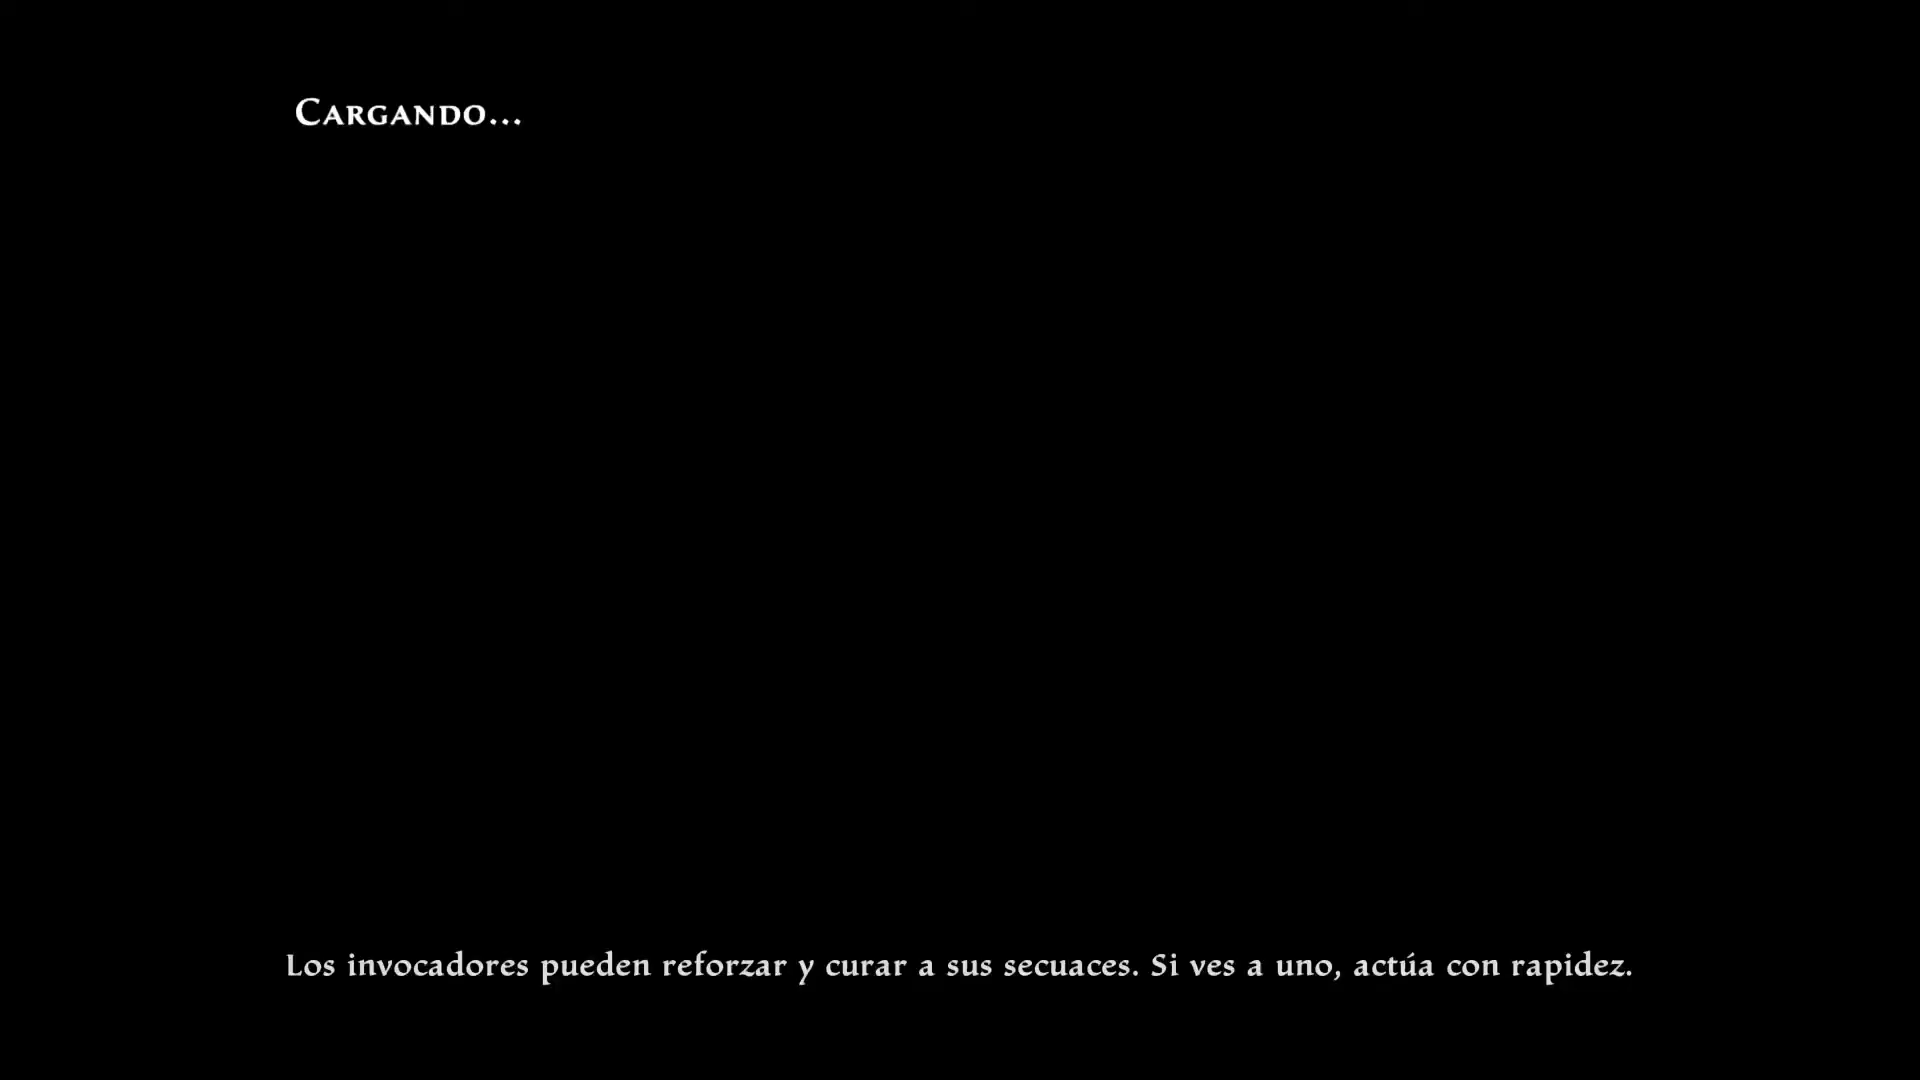 Cargando...
Los invocadores pueden reforzar y curar a sus secuaces. Si ves a uno, actúa con rapidez.